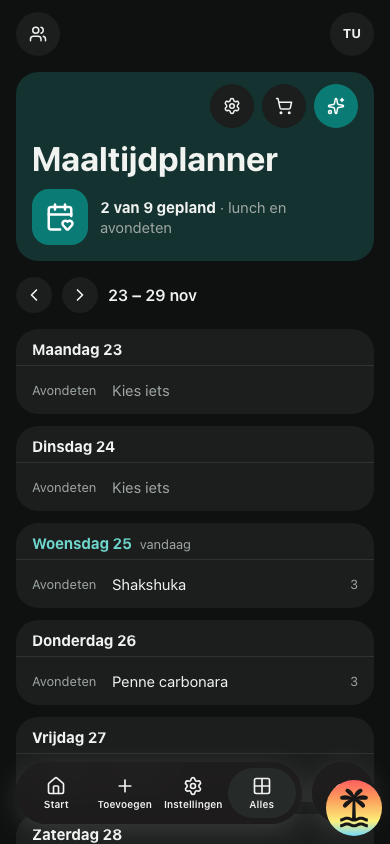 TU
Maaltijdplanner
2 van 9 gepland · lunch en
avondeten
23 – 29 nov
Maandag 23
Avondeten Kies iets
Dinsdag 24
Avondeten Kies iets
Woensdag 25 vandaag
Avondeten Shakshuka 3
Donderdag 26
Avondeten Penne carbonara 3
Vrijdag 27
Start Toevoegen Instellingen Alles
Zaterdag 28